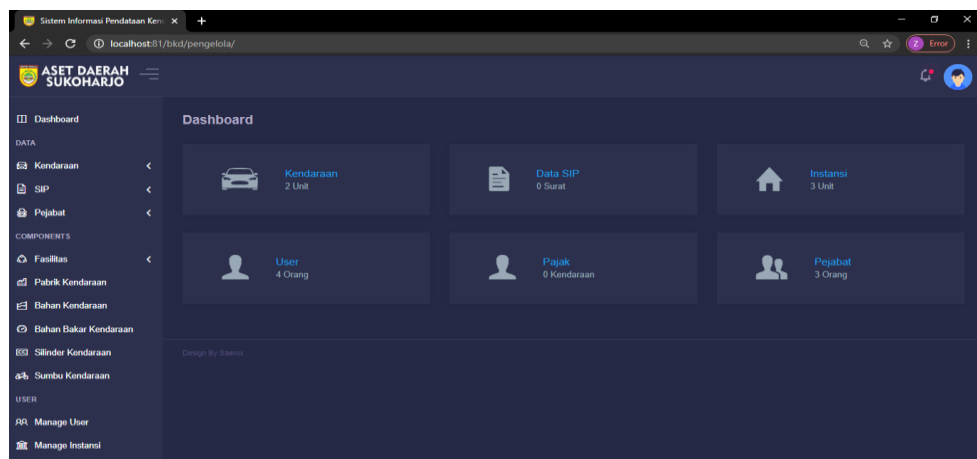 Sistem Informasi Pendataan Ken
localhost:81/bkd/pengelola/
Z Error
ASET DAERAH
SUKOHARJO
Dashboard
DATA
Kendaraan
SIP
Pejabat
COMPONENTS
Fasilitas
Pabrik Kendaraan
Bahan Kendaraan
Bahan Bakar Kendaraan
Silinder Kendaraan
Sumbu Kendaraan
USER
Manage User
Manage Instansi
Dashboard
Kendaraan
2 Unit
Data SIP
0 Surat
Instansi
3 Unit
User
4 Orang
Pajak
0 Kendaraan
Pejabat
3 Orang
Design By